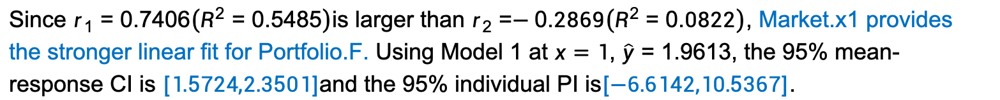 Since r₁ = 0.7406(R² = 0.5485)is larger than r₂ =− 0.2869(R² = 0.0822), Market.x1 provides
the stronger linear fit for Portfolio.F. Using Model 1 at x = 1, ŷ = 1.9613, the 95% mean-
response CI is [1.5724,2.3501]and the 95% individual PI is[−6.6142,10.5367].